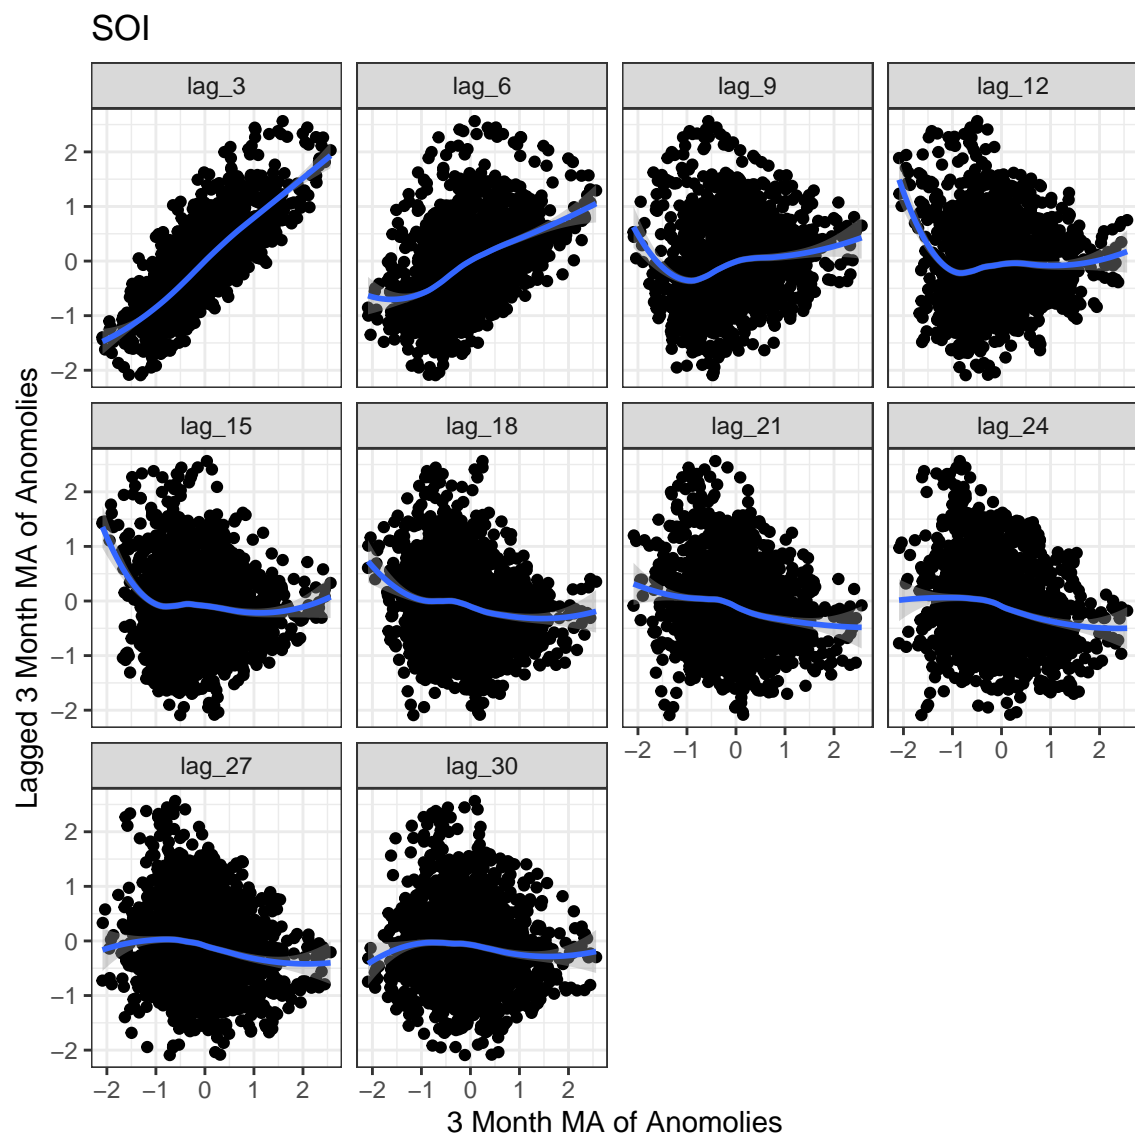 SOI
lag_3 lag_6 lag_9 lag_12
2
1
0
−1
−2
lag_15 lag_18 lag_21 lag_24
2
1
0
−1
−2
−2 −1 0 1 2 −2 −1 0 1 2
lag_27 lag_30
2
1
0
−1
−2
−2 −1 0 1 2 −2 −1 0 1 2
3 Month MA of Anomolies
Lagged 3 Month MA of Anomolies